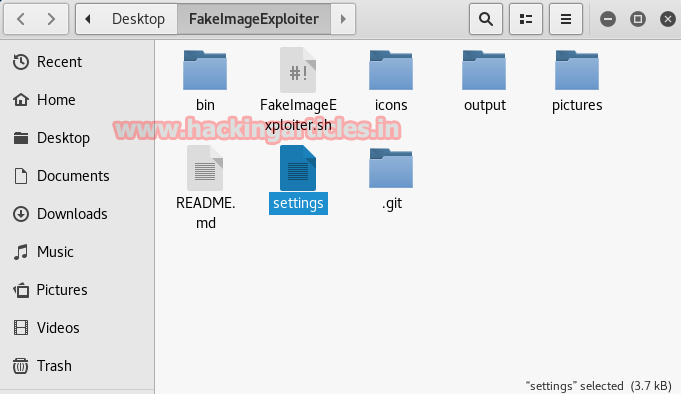 Desktop
FakeImageExploiter
Recent
Home
Desktop
Documents
Downloads
Music
Pictures
Videos
Trash
bin
#!
FakeImageE
xploiter.sh
icons
output
pictures
www.hackingarticles.in
README.
md
settings
.git
"settings" selected (3.7 kB)